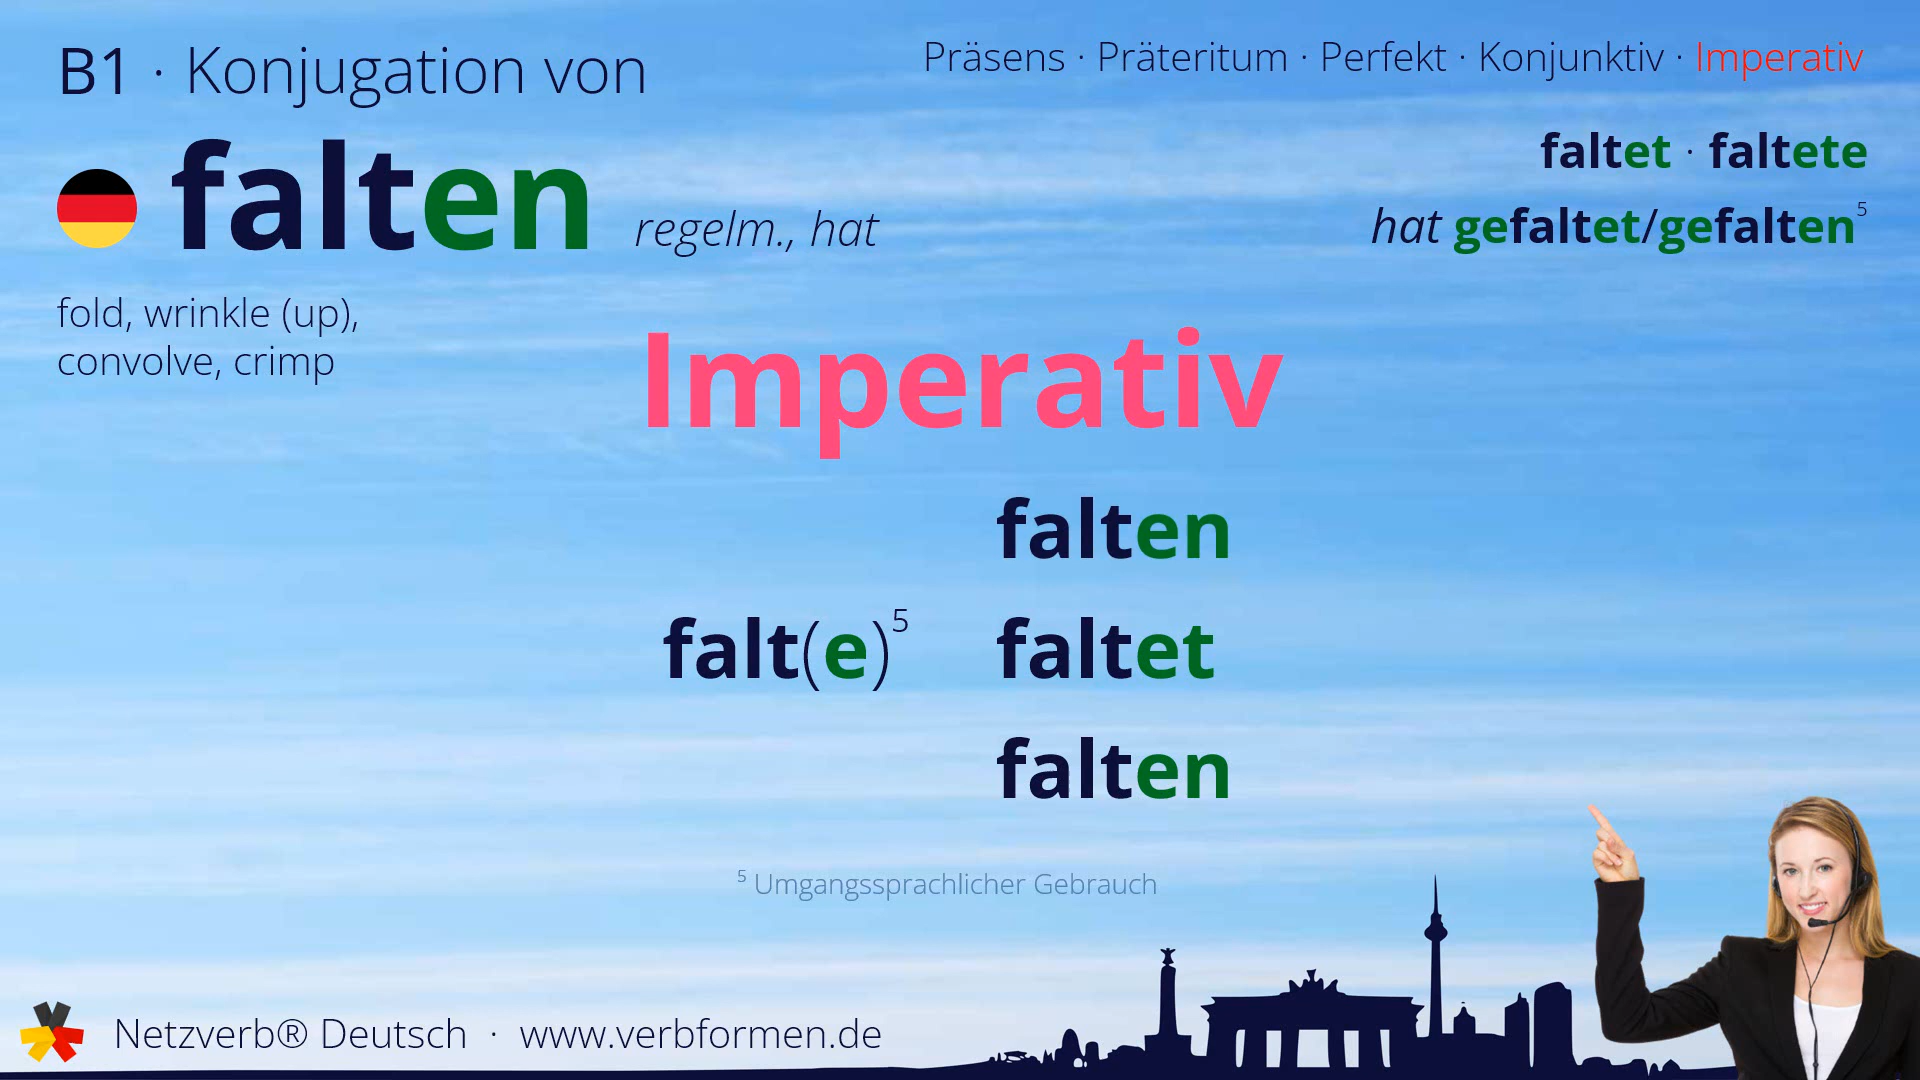 B1 · Konjugation von
Präsens · Präteritum · Perfekt · Konjunktiv · Imperativ
falten regelm., hat
faltet · faltete
hat gefaltet/gefalten⁵
fold, wrinkle (up),
convolve, crimp
Imperativ
falten
falt(e)⁵ faltet
falten
⁵ Umgangssprachlicher Gebrauch
Netzverb® Deutsch · www.verbformen.de